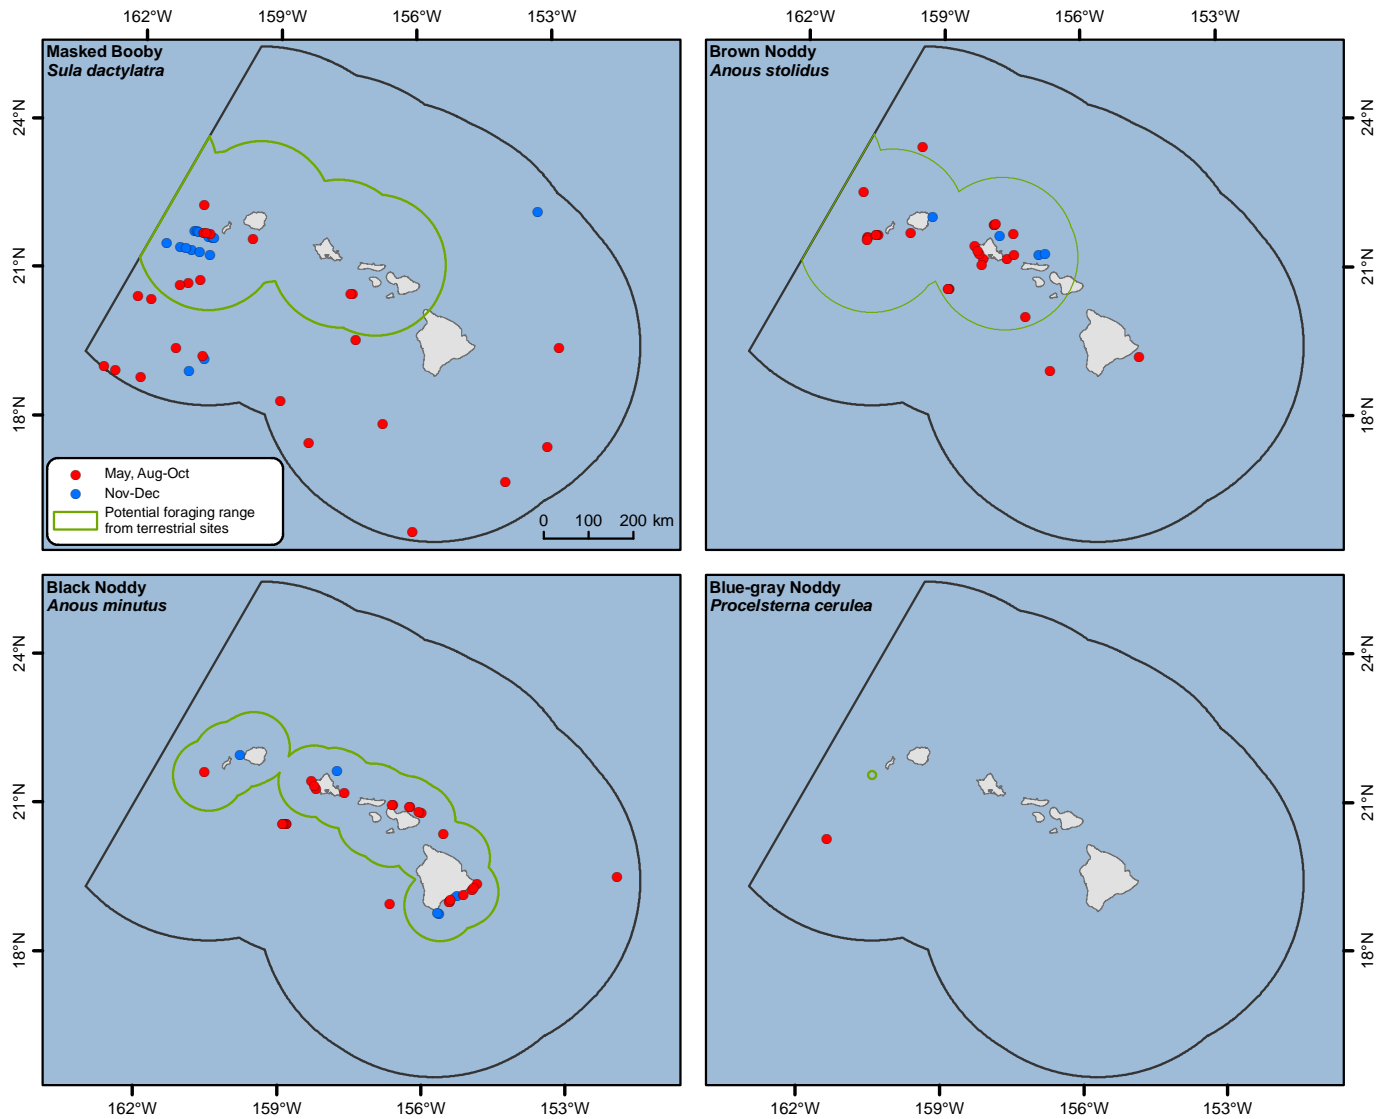 162°W 159°W 156°W 153°W 162°W 159°W 156°W 153°W
Masked Booby
Sula dactylatra
24°N
21°N
18°N
May, Aug-Oct
Nov-Dec
Potential foraging range
from terrestrial sites
0 100 200 km
Brown Noddy
Anous stolidus
24°N
21°N
18°N
Black Noddy
Anous minutus
24°N
21°N
18°N
Blue-gray Noddy
Procelsterna cerulea
24°N
21°N
18°N
162°W 159°W 156°W 153°W 162°W 159°W 156°W 153°W